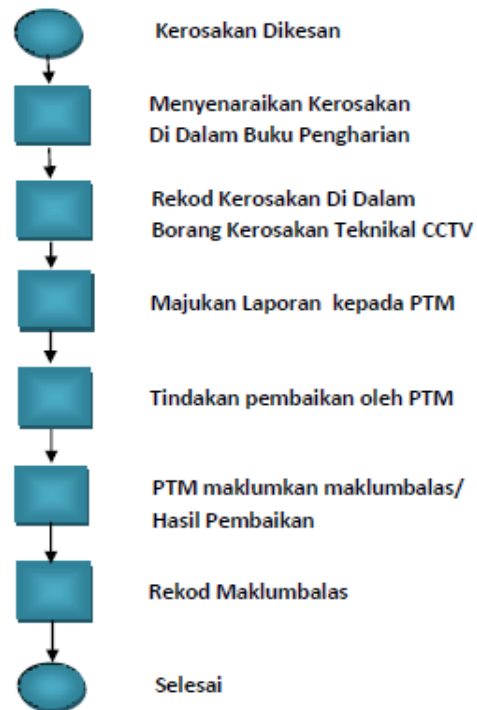 Kerosakan Dikesan
Menyenaraikan Kerosakan
Di Dalam Buku Pengharian
Rekod Kerosakan Di Dalam
Borang Kerosakan Teknikal CCTV
Majukan Laporan kepada PTM
Tindakan pembaikan oleh PTM
PTM maklumkan maklumbalas/
Hasil Pembaikan
Rekod Maklumbalas
Selesai